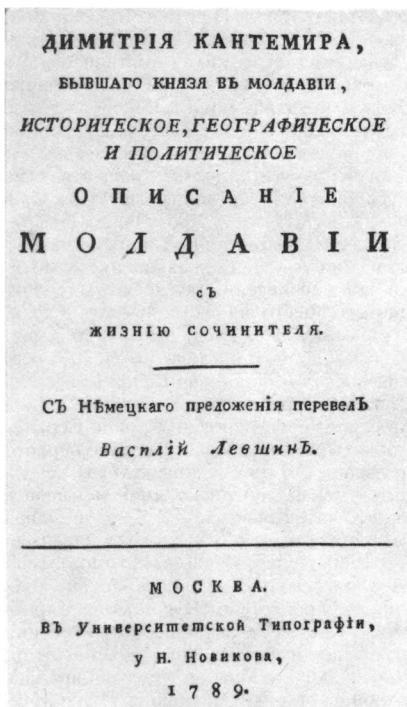 ДИМИТРІЯ КАНТЕМИРА,
БЫВШАГО КНЯЗЯ ВЪ МОЛДАВІИ,
ИСТОРИЧЕСКОЕ, ГЕОГРАФИЧЕСКОЕ
И ПОЛИТИЧЕСКОЕ
ОПИСАНІЕ
МОЛДАВІИ
съ
ЖИЗНІЮ СОЧИНИТЕЛЯ.
Съ Нѣмецкаго преложенія перевелъ
Василій Левшинъ.
МОСКВА.
Въ Университетской Типографіи,
у Н. Новикова,
1789.